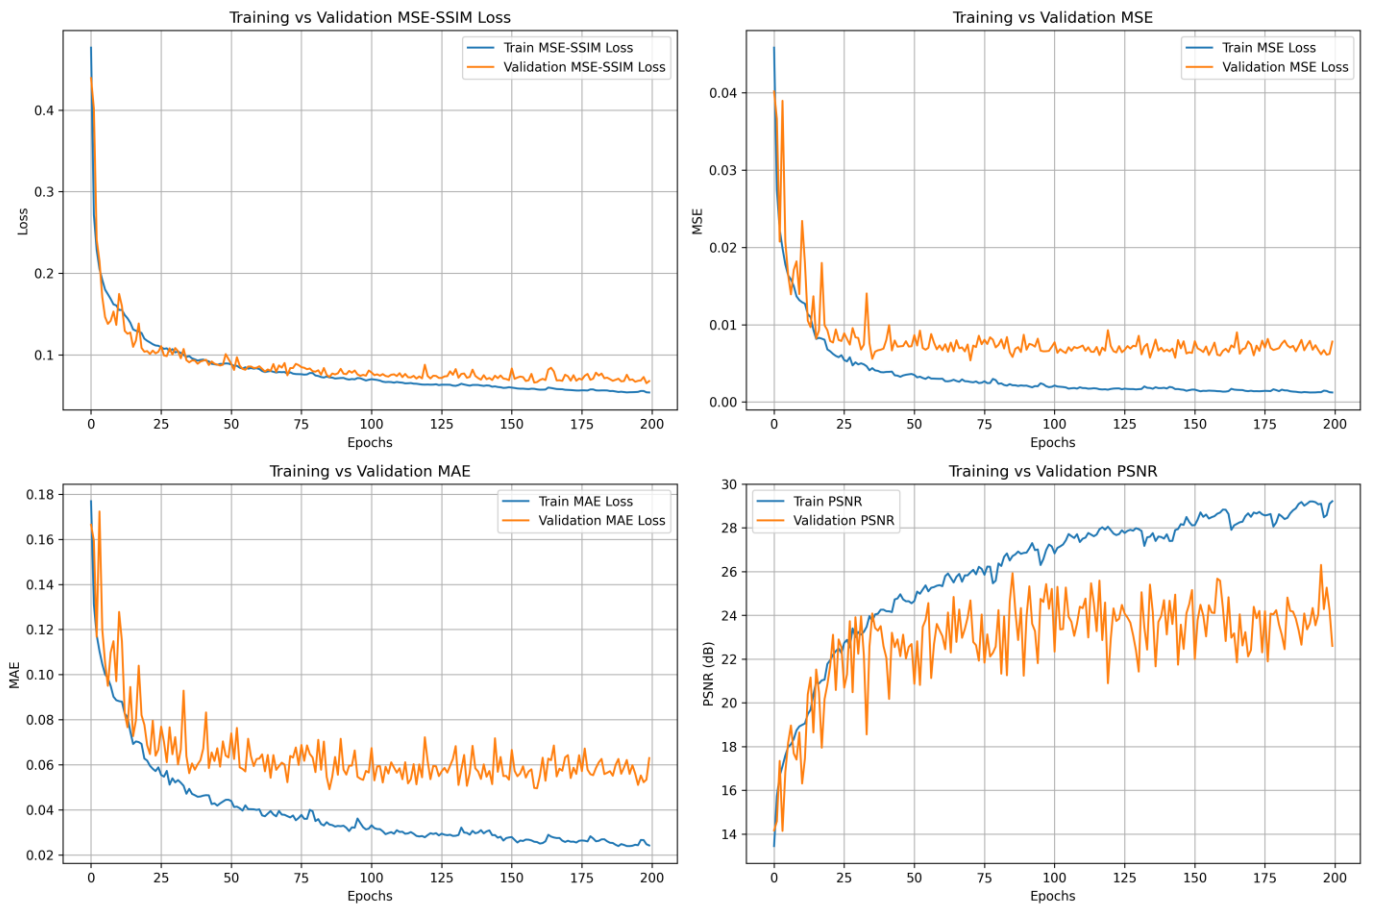 Training vs Validation MSE-SSIM Loss
Train MSE-SSIM Loss
Validation MSE-SSIM Loss
0.4
0.3
0.2
0.1
Loss
0 25 50 75 100 125 150 175 200
Epochs
Training vs Validation MSE
Train MSE Loss
Validation MSE Loss
0.04
0.03
0.02
0.01
0.00
MSE
0 25 50 75 100 125 150 175 200
Epochs
Training vs Validation MAE
Train MAE Loss
Validation MAE Loss
0.18
0.16
0.14
0.12
0.10
0.08
0.06
0.04
0.02
MAE
0 25 50 75 100 125 150 175 200
Epochs
Training vs Validation PSNR
Train PSNR
Validation PSNR
30
28
26
24
22
20
18
16
14
PSNR (dB)
0 25 50 75 100 125 150 175 200
Epochs